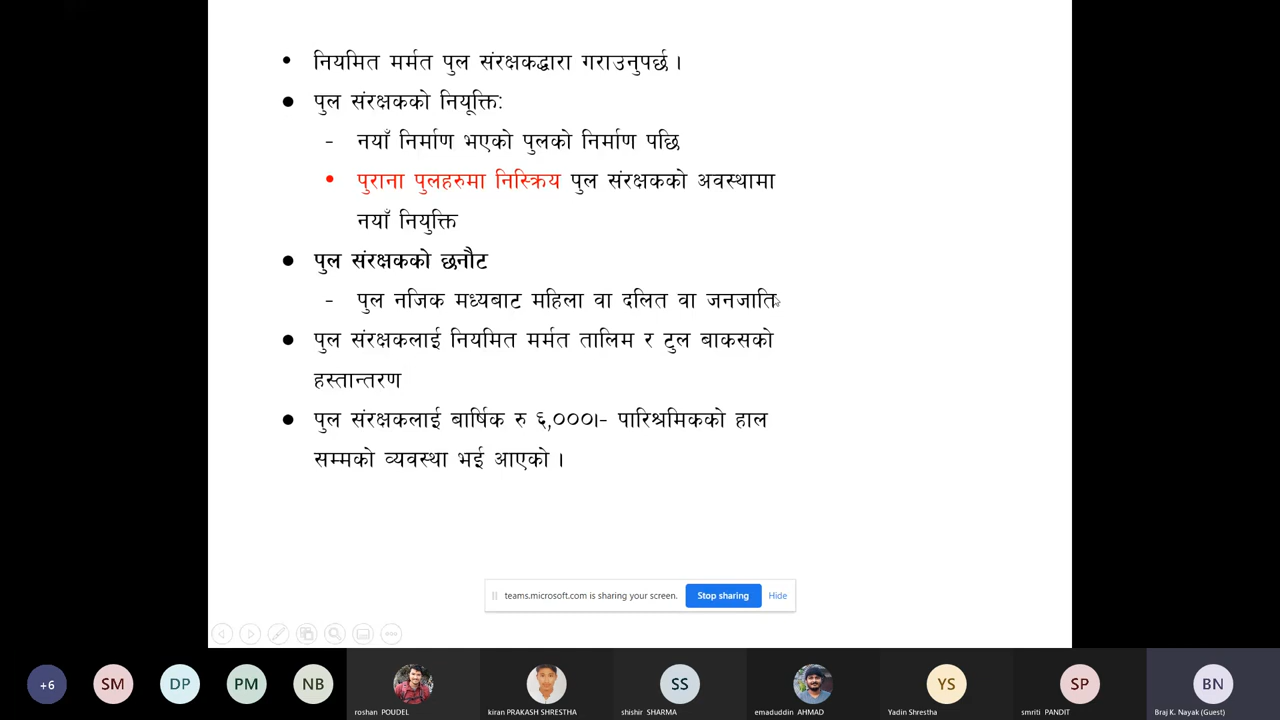 • नियमित मर्मत पुल संरक्षकद्धारा गराउनुपर्छ ।
● पुल संरक्षकको नियूक्ति:
- नयाँ निर्माण भएको पुलको निर्माण पछि
• पुराना पुलहरुमा निस्क्रिय पुल संरक्षकको अवस्थामा
नयाँ नियुक्ति
● पुल संरक्षकको छनौट
- पुल नजिक मध्यबाट महिला वा दलित वा जनजाति
● पुल संरक्षकलाई नियमित मर्मत तालिम र टुल बाकसको
हस्तान्तरण
● पुल संरक्षकलाई बार्षिक रु ६,०००।- पारिश्रमिकको हाल
सम्मको व्यवस्था भई आएको ।
teams.microsoft.com is sharing your screen. Stop sharing Hide
+6 SM DP PM NB SS YS SP BN
roshan POUDEL kiran PRAKASH SHRESTHA shishir SHARMA emaduddin AHMAD Yadin Shrestha smriti PANDIT Braj K. Nayak (Guest)